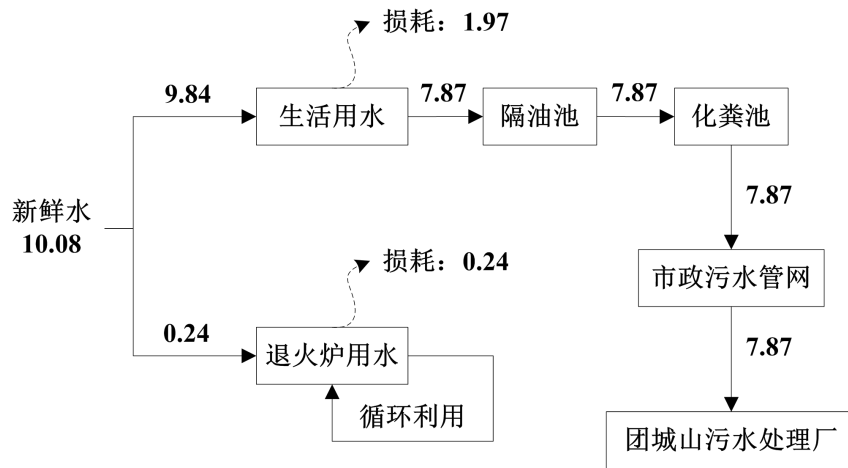 损耗：1.97
9.84
生活用水
7.87
隔油池
7.87
化粪池
7.87
新鲜水
10.08
损耗：0.24
市政污水管网
0.24
退火炉用水
7.87
循环利用
团城山污水处理厂